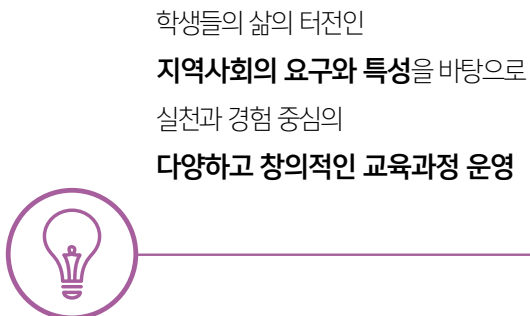 학생들의 삶의 터전인
지역사회의 요구와 특성을 바탕으로
실천과 경험 중심의
다양하고 창의적인 교육과정 운영